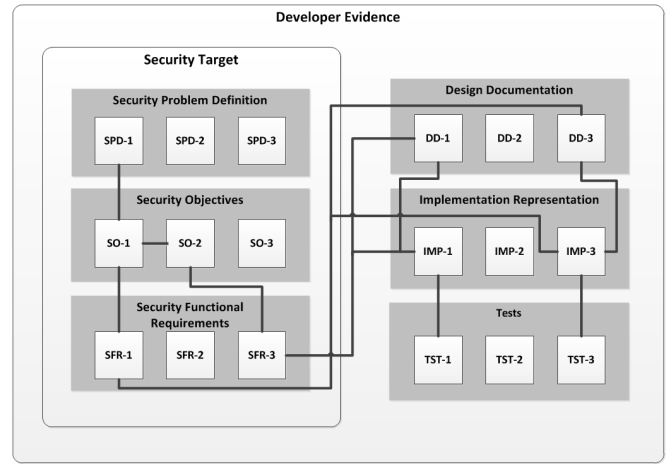 Developer Evidence
Security Target
Security Problem Definition
SPD-1 SPD-2 SPD-3
Security Objectives
SO-1 SO-2 SO-3
Security Functional
Requirements
SFR-1 SFR-2 SFR-3
Design Documentation
DD-1 DD-2 DD-3
Implementation Representation
IMP-1 IMP-2 IMP-3
Tests
TST-1 TST-2 TST-3